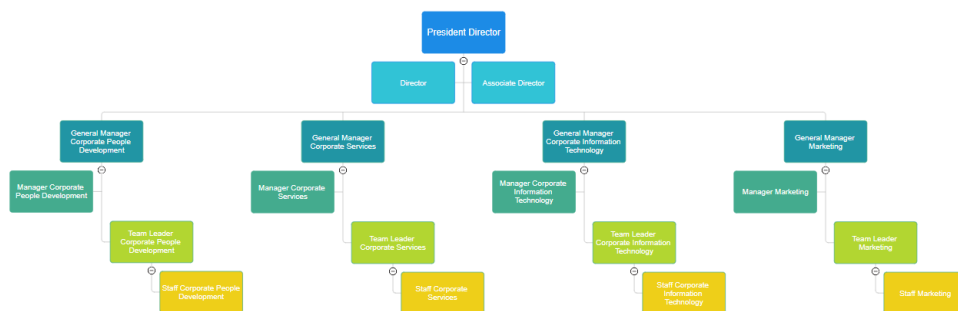 President Director
Director
Associate Director
General Manager
Corporate People
Development
General Manager
Corporate Services
General Manager
Corporate Information
Technology
General Manager
Marketing
Manager Corporate
People Development
Manager Corporate
Services
Manager Corporate
Information
Technology
Manager Marketing
Team Leader
Corporate People
Development
Team Leader
Corporate Services
Team Leader
Corporate Information
Technology
Team Leader
Marketing
Staff Corporate People
Development
Staff Corporate
Services
Staff Corporate
Information
Technology
Staff Marketing